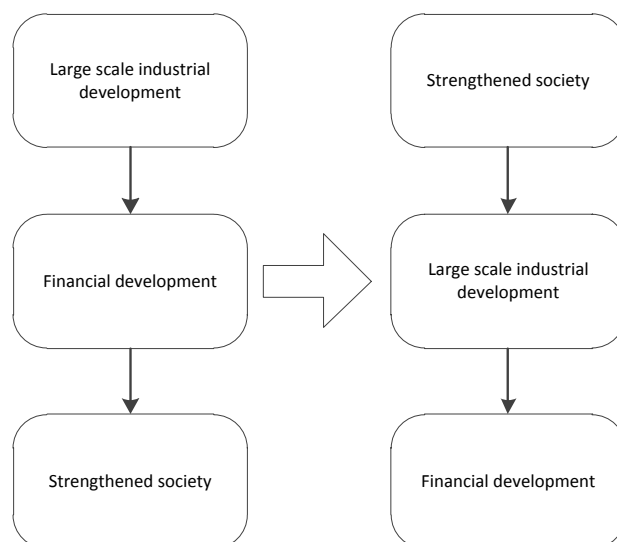 Large scale industrial
development
Financial development
Strengthened society
Strengthened society
Large scale industrial
development
Financial development